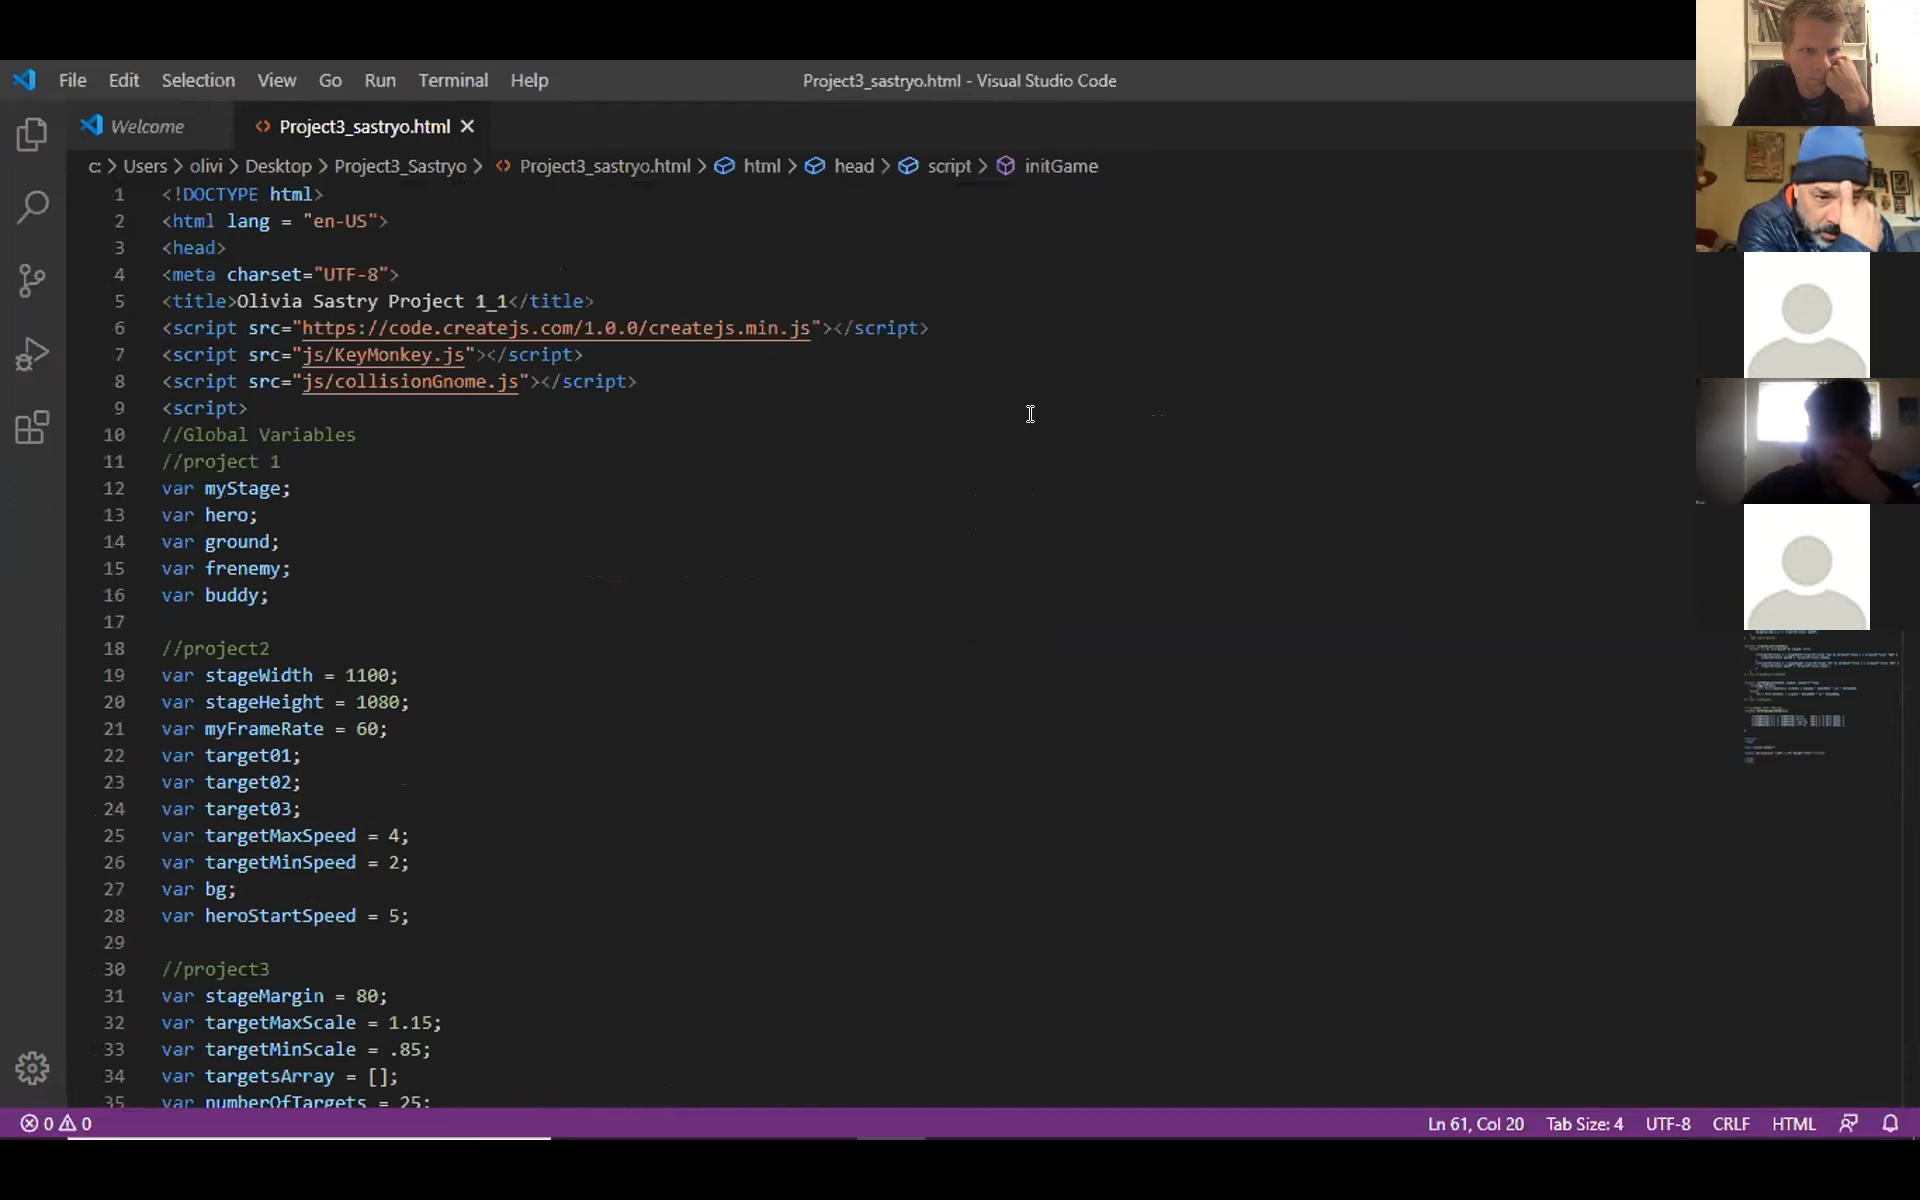 File Edit Selection View Go Run Terminal Help
Project3_sastryo.html - Visual Studio Code
Welcome
Project3_sastryo.html
c: > Users > olivi > Desktop > Project3_Sastryo > Project3_sastryo.html > html > head > script > initGame
1 <!DOCTYPE html>
2 <html lang = "en-US">
3 <head>
4 <meta charset="UTF-8">
5 <title>Olivia Sastry Project 1_1</title>
6 <script src="https://code.createjs.com/1.0.0/createjs.min.js"></script>
7 <script src="js/KeyMonkey.js"></script>
8 <script src="js/collisionGnome.js"></script>
9 <script>
10 //Global Variables
11 //project 1
12 var myStage;
13 var hero;
14 var ground;
15 var frenemy;
16 var buddy;
17
18 //project2
19 var stageWidth = 1100;
20 var stageHeight = 1080;
21 var myFrameRate = 60;
22 var target01;
23 var target02;
24 var target03;
25 var targetMaxSpeed = 4;
26 var targetMinSpeed = 2;
27 var bg;
28 var heroStartSpeed = 5;
29
30 //project3
31 var stageMargin = 80;
32 var targetMaxScale = 1.15;
33 var targetMinScale = .85;
34 var targetsArray = [];
35 var numberOfTargets = 25;
0 0
Ln 61, Col 20 Tab Size: 4 UTF-8 CRLF HTML